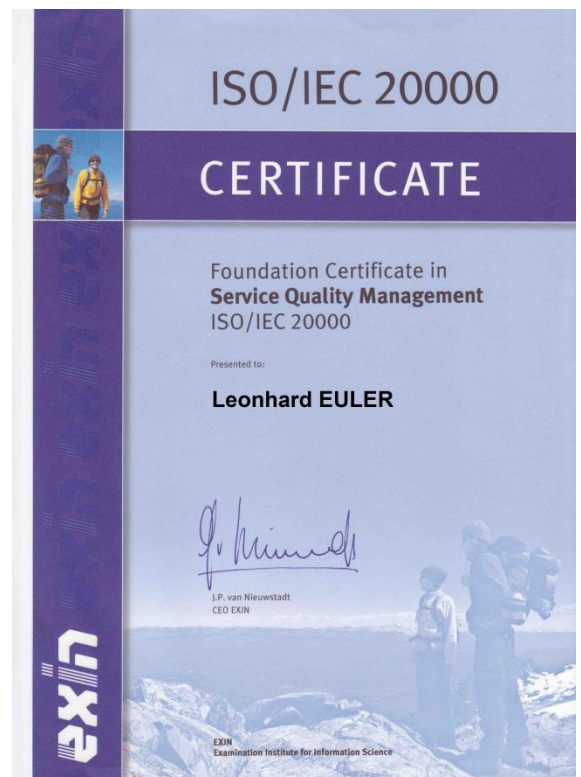 ISO/IEC 20000
CERTIFICATE
Foundation Certificate in
Service Quality Management
ISO/IEC 20000
Presented to:
Leonhard EULER
J.P. van Nieuwstadt
CEO EXIN
exin
EXIN
Examination Institute for Information Science